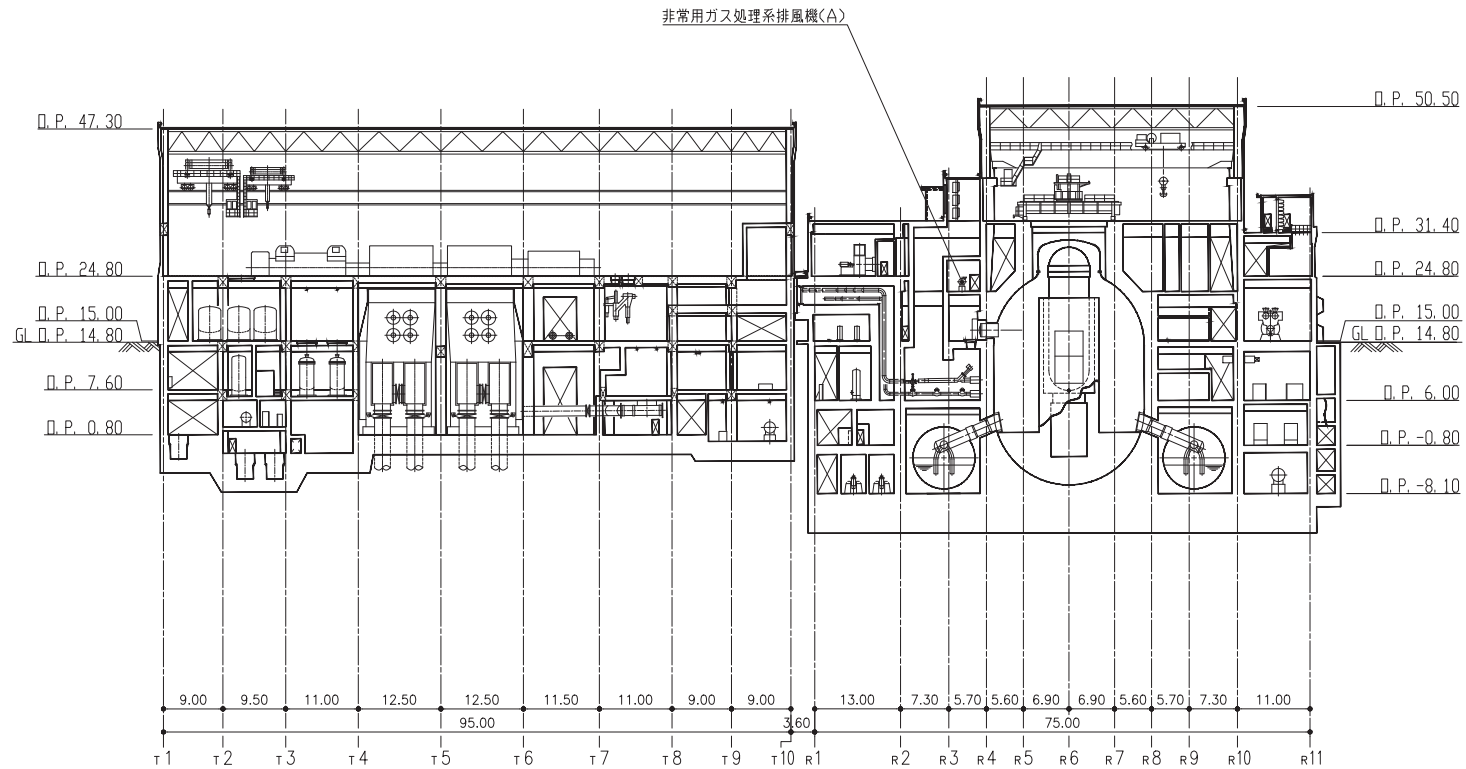 非常用ガス処理系排風機(A)
O.P. 47.30
O.P. 24.80
O.P. 15.00
GL O.P. 14.80
O.P. 7.60
O.P. 0.80
O.P. 50.50
O.P. 31.40
O.P. 24.80
O.P. 15.00
GL O.P. 14.80
O.P. 6.00
O.P. -0.80
O.P. -8.10
9.00 9.50 11.00 12.50 12.50 11.50 11.00 9.00 9.00 13.00 7.30 5.70 5.60 6.90 6.90 5.60 5.70 7.30 11.00
95.00 3.60 75.00
T1 T2 T3 T4 T5 T6 T7 T8 T9 T10 R1 R2 R3 R4 R5 R6 R7 R8 R9 R10 R11